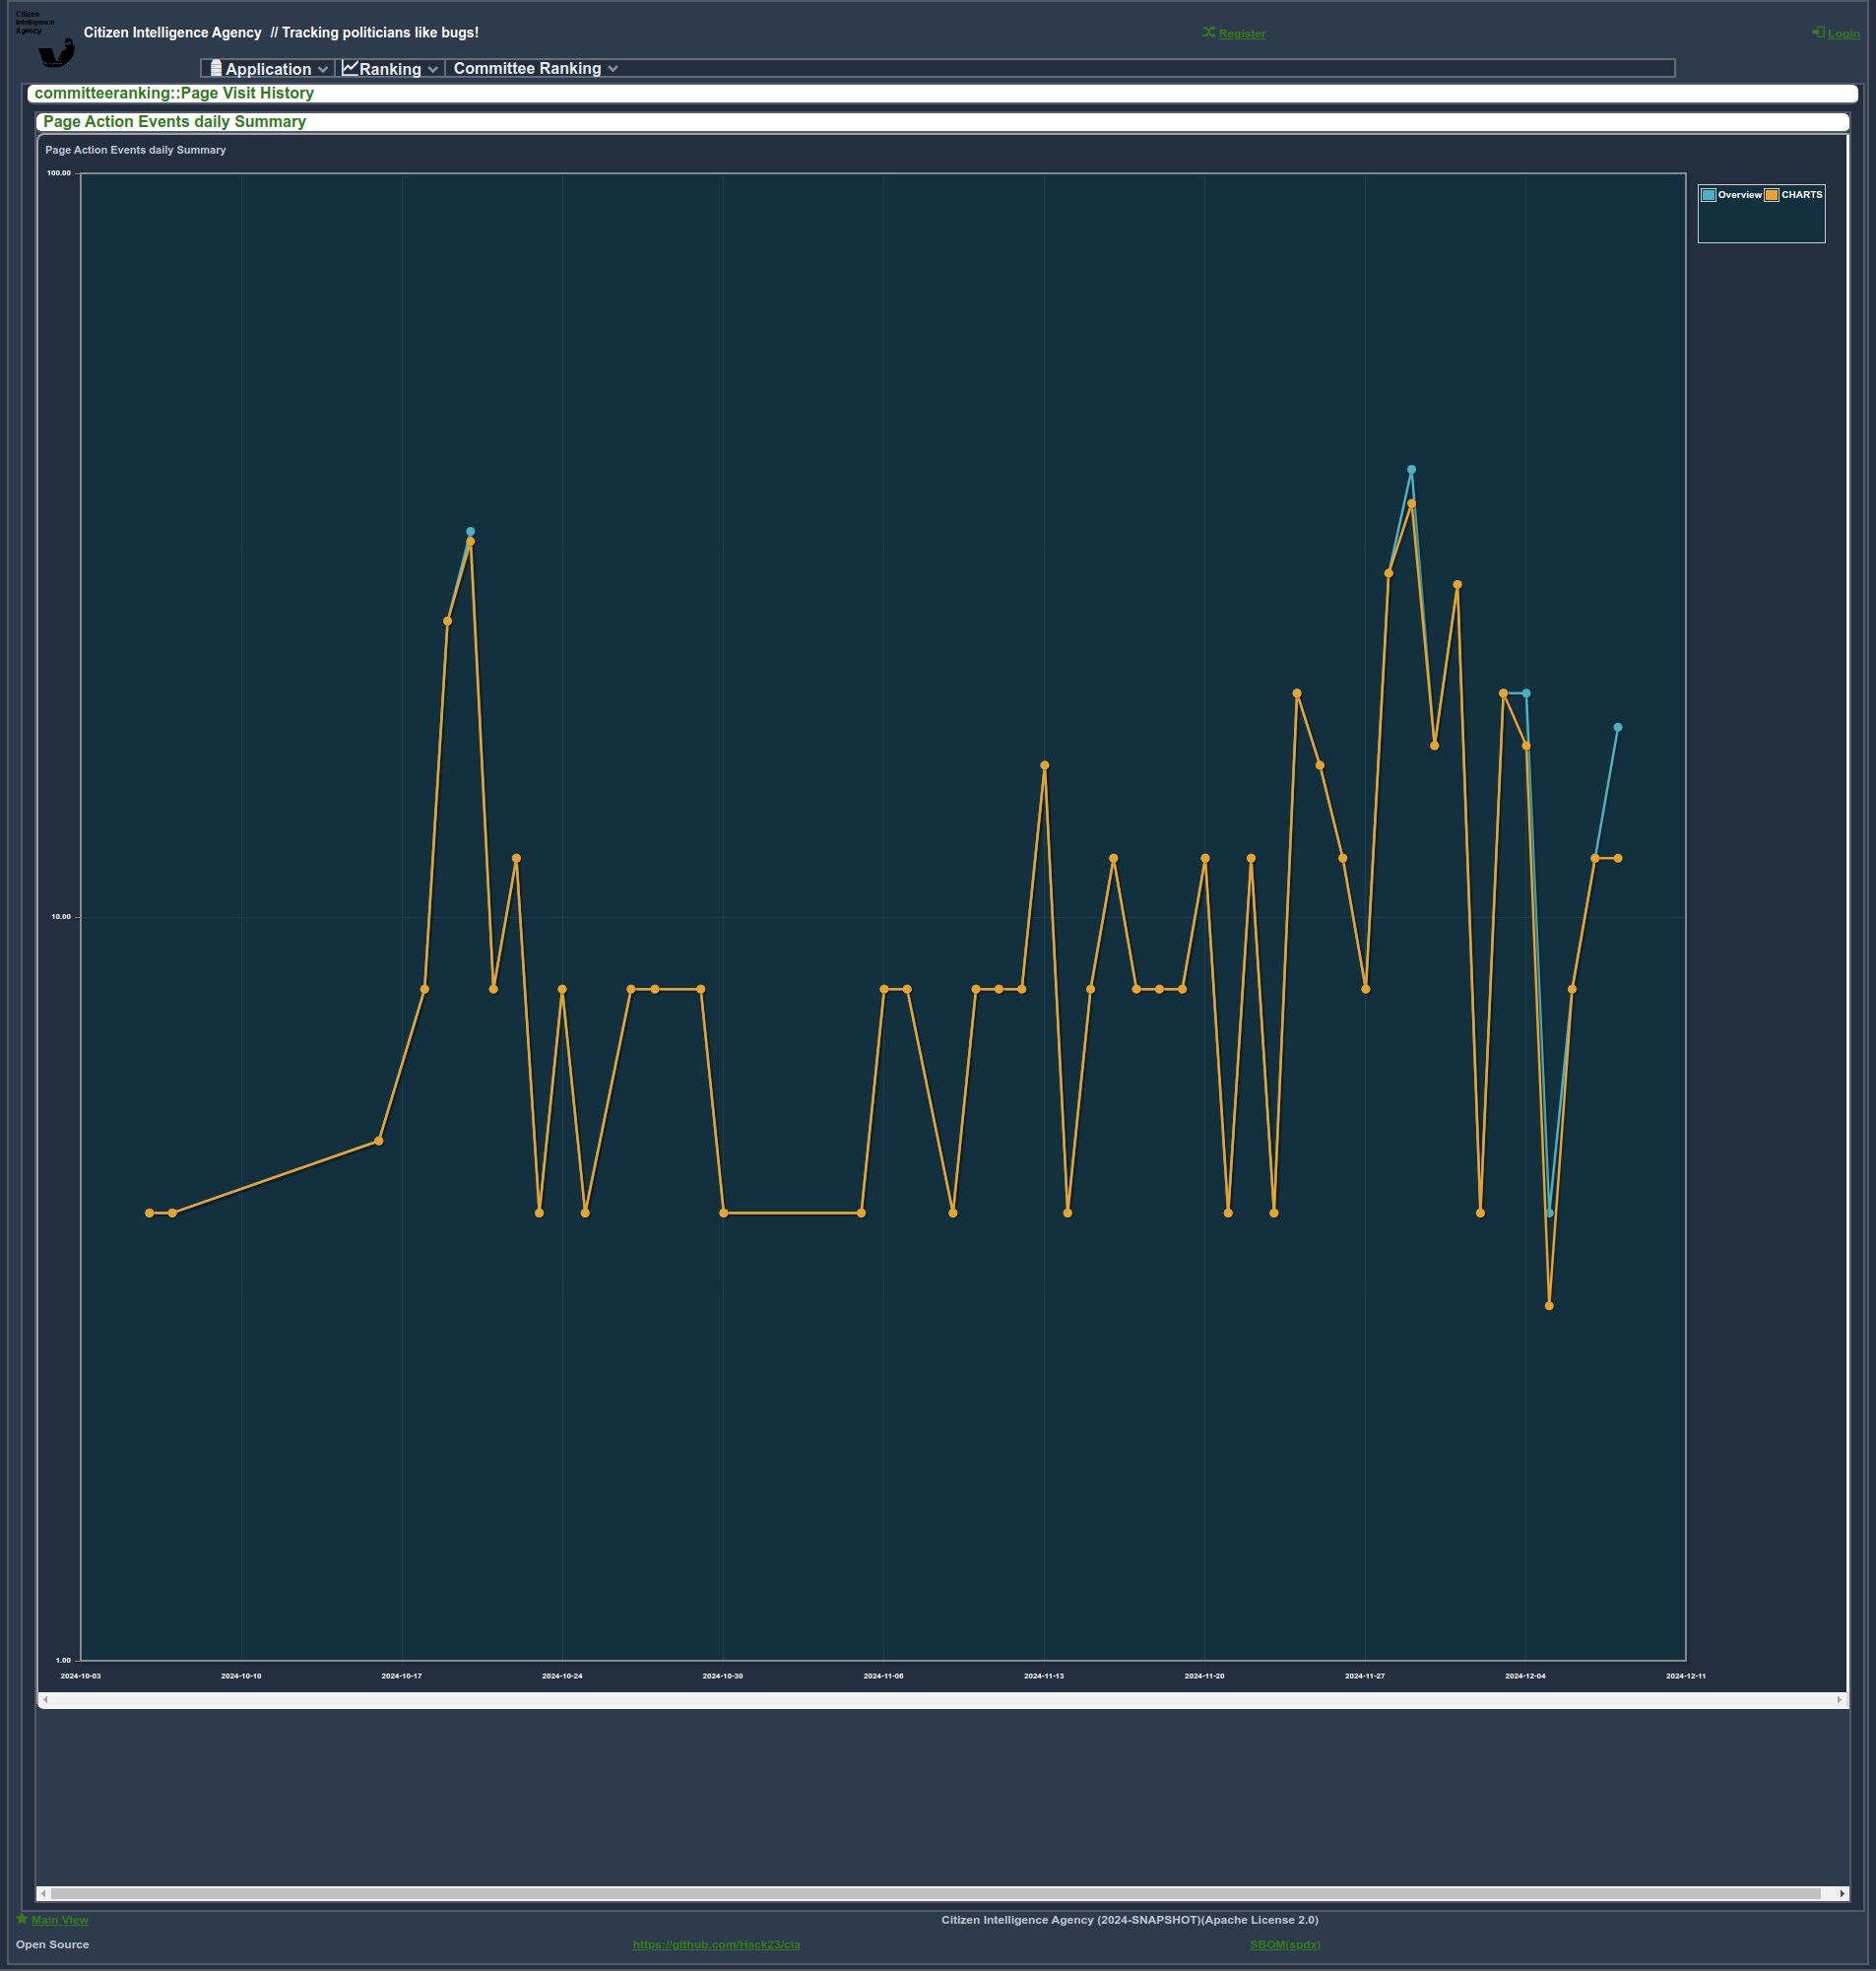 Citizen
Intelligence
Agency
Citizen Intelligence Agency // Tracking politicians like bugs!
Register
Login
Application
Ranking
Committee Ranking
committeeranking::Page Visit History
Page Action Events daily Summary
Page Action Events daily Summary
100.00
Overview CHARTS
10.00
1.00
2024-10-03 2024-10-10 2024-10-17 2024-10-24 2024-10-30 2024-11-06 2024-11-13 2024-11-20 2024-11-27 2024-12-04 2024-12-11
Main View
Citizen Intelligence Agency (2024-SNAPSHOT)(Apache License 2.0)
Open Source
https://github.com/Hack23/cia
SBOM(spdx)